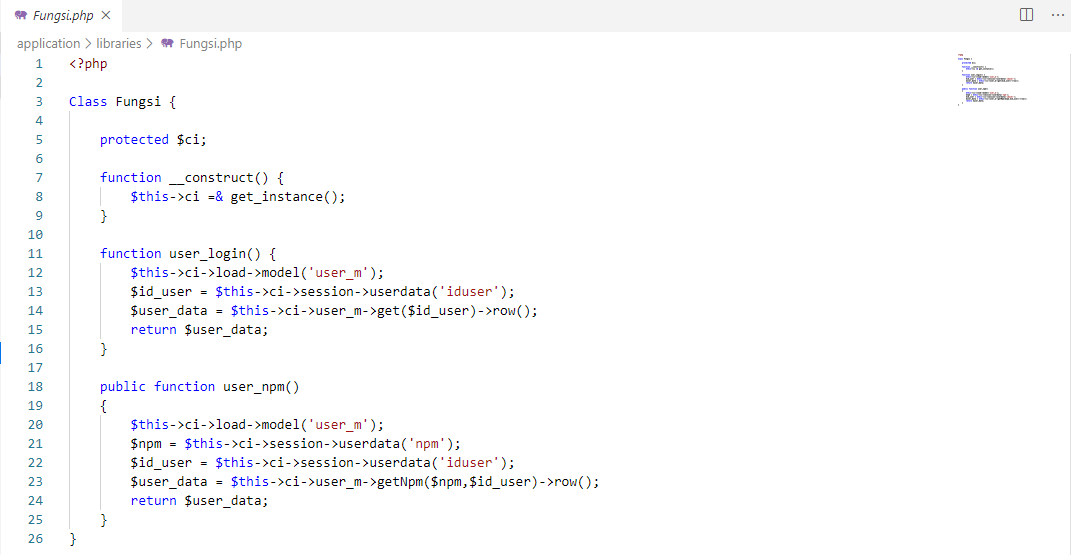 Fungsi.php
application > libraries > Fungsi.php
1 <?php
2
3 Class Fungsi {
4
5 protected $ci;
6
7 function __construct() {
8 $this->ci =& get_instance();
9 }
10
11 function user_login() {
12 $this->ci->load->model('user_m');
13 $id_user = $this->ci->session->userdata('iduser');
14 $user_data = $this->ci->user_m->get($id_user)->row();
15 return $user_data;
16 }
17
18 public function user_npm()
19 {
20 $this->ci->load->model('user_m');
21 $npm = $this->ci->session->userdata('npm');
22 $id_user = $this->ci->session->userdata('iduser');
23 $user_data = $this->ci->user_m->getNpm($npm,$id_user)->row();
24 return $user_data;
25 }
26 }